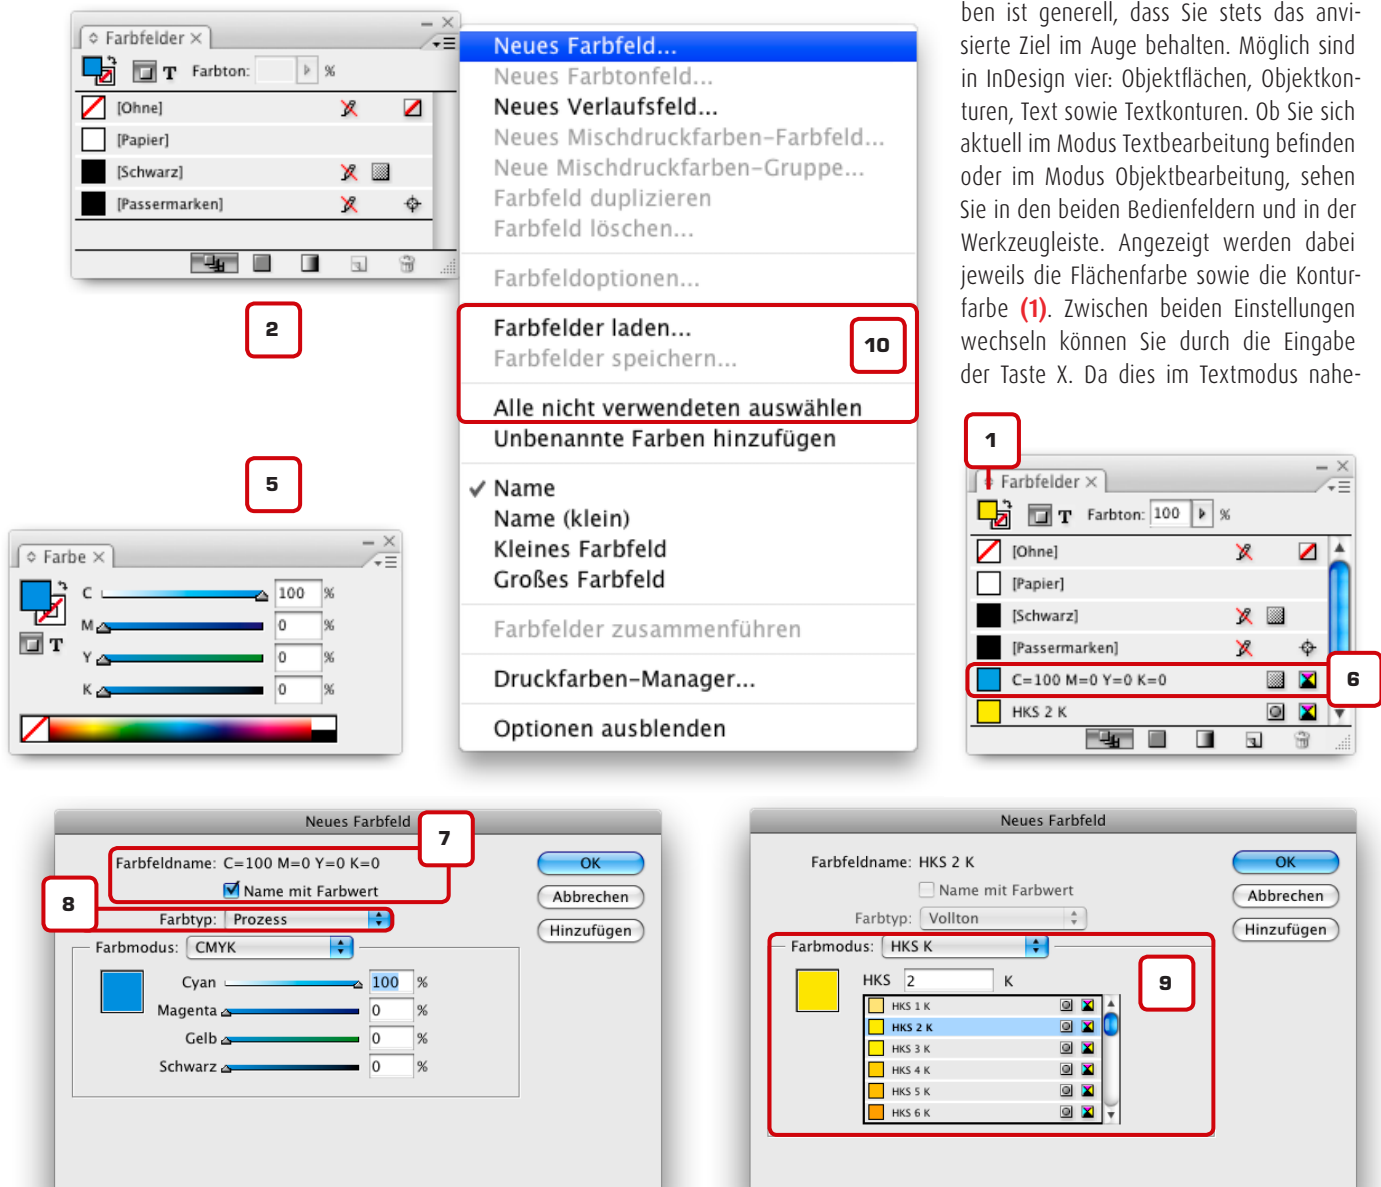 Farbfelder
Farbton: %
[Ohne]
[Papier]
[Schwarz]
[Passermarken]
2
Neues Farbfeld...
Neues Farbtonfeld...
Neues Verlaufsfeld...
Neues Mischdruckfarben-Farbfeld...
Neue Mischdruckfarben-Gruppe...
Farbfeld duplizieren
Farbfeld löschen...
Farbfeldoptionen...
Farbfelder laden...
Farbfelder speichern...
10
Alle nicht verwendeten auswählen
Unbenannte Farben hinzufügen
✓ Name
Name (klein)
Kleines Farbfeld
Großes Farbfeld
Farbfelder zusammenführen
Druckfarben-Manager...
Optionen ausblenden
ben ist generell, dass Sie stets das anvi-
sierte Ziel im Auge behalten. Möglich sind
in InDesign vier: Objektflächen, Objektkon-
turen, Text sowie Textkonturen. Ob Sie sich
aktuell im Modus Textbearbeitung befinden
oder im Modus Objektbearbeitung, sehen
Sie in den beiden Bedienfeldern und in der
Werkzeugleiste. Angezeigt werden dabei
jeweils die Flächenfarbe sowie die Kontur-
farbe (1). Zwischen beiden Einstellungen
wechseln können Sie durch die Eingabe
der Taste X. Da dies im Textmodus nahe-
5
Farbe
C 100 %
T
M 0 %
Y 0 %
K 0 %
1
Farbfelder
T Farbton: 100 %
[Ohne]
[Papier]
[Schwarz]
[Passermarken]
C=100 M=0 Y=0 K=0
6
HKS 2 K
Neues Farbfeld
7
Farbfeldname: C=100 M=0 Y=0 K=0
Name mit Farbwert
8
Farbtyp: Prozess
Farbmodus: CMYK
Cyan 100 %
Magenta 0 %
Gelb 0 %
Schwarz 0 %
OK
Abbrechen
Hinzufügen
Neues Farbfeld
Farbfeldname: HKS 2 K
Name mit Farbwert
Farbtyp: Vollton
Farbmodus: HKS K
HKS 2 K
9
HKS 1 K
HKS 2 K
HKS 3 K
HKS 4 K
HKS 5 K
HKS 6 K
OK
Abbrechen
Hinzufügen